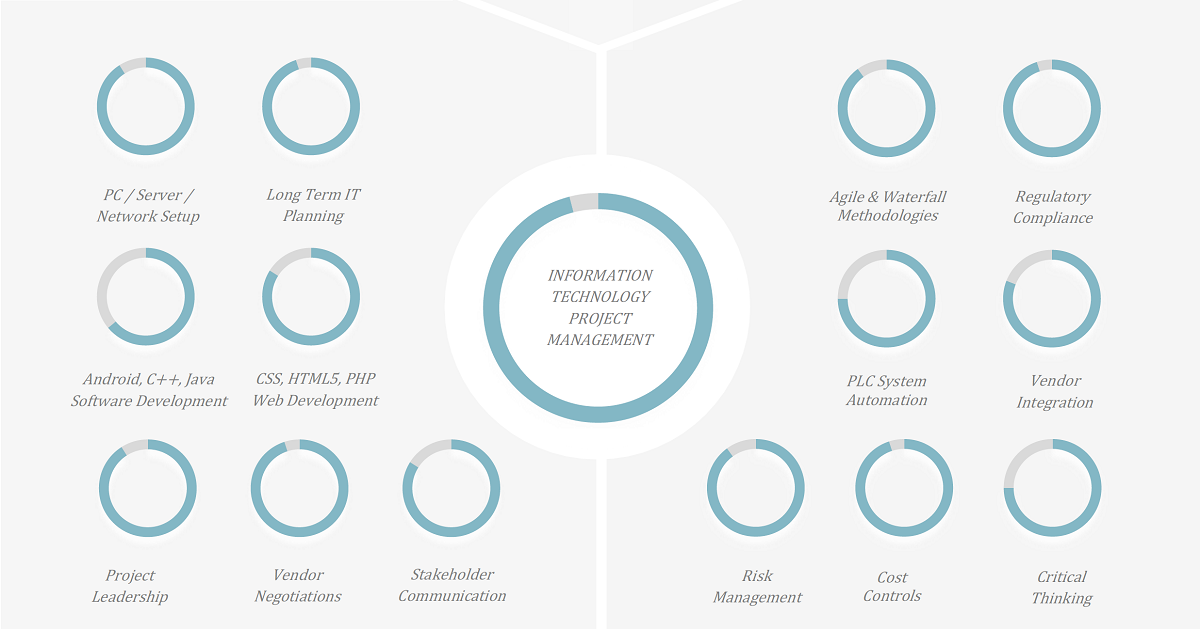 PC / Server /
Network Setup
Long Term IT
Planning
Android, C++, Java
Software Development
CSS, HTML5, PHP
Web Development
Project
Leadership
Vendor
Negotiations
Stakeholder
Communication
INFORMATION
TECHNOLOGY
PROJECT
MANAGEMENT
Agile & Waterfall
Methodologies
Regulatory
Compliance
PLC System
Automation
Vendor
Integration
Risk
Management
Cost
Controls
Critical
Thinking